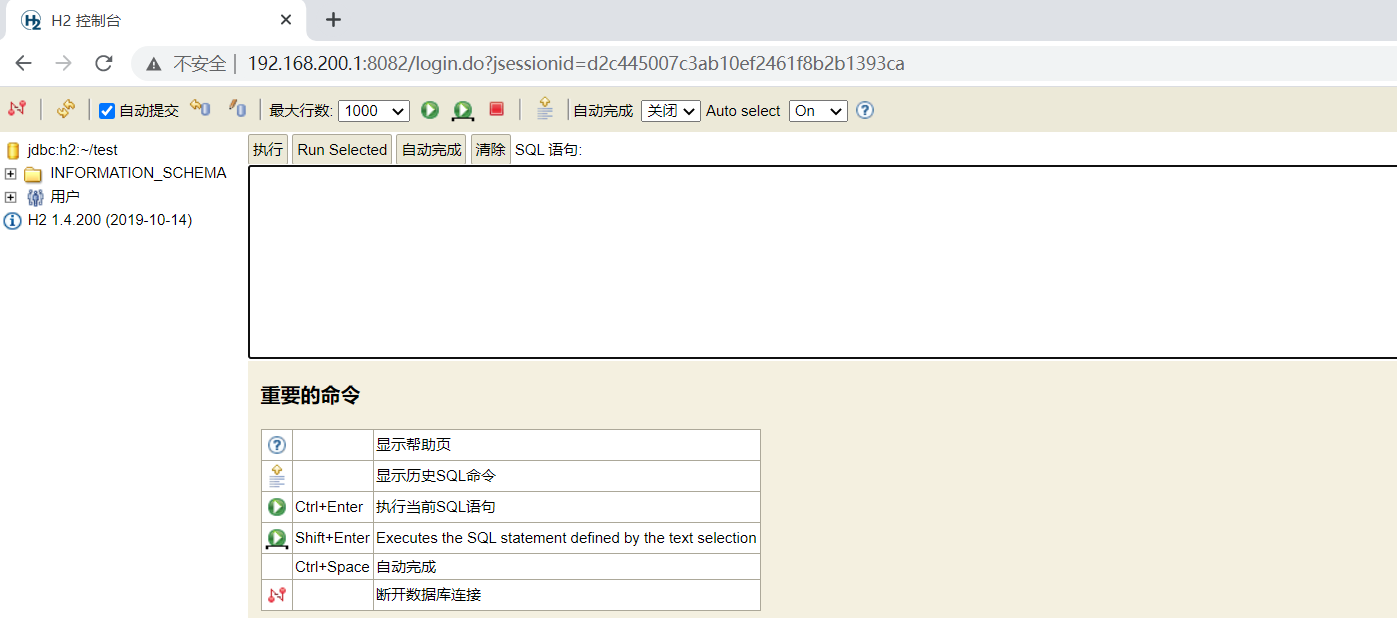 H2 控制台
不安全 192.168.200.1:8082/login.do?jsessionid=d2c445007c3ab10ef2461f8b2b1393ca
自动提交 最大行数: 1000 自动完成 关闭 Auto select On
jdbc:h2:~/test
INFORMATION_SCHEMA
用户
H2 1.4.200 (2019-10-14)
执行 Run Selected 自动完成 清除 SQL 语句:
重要的命令
显示帮助页
显示历史SQL命令
Ctrl+Enter 执行当前SQL语句
Shift+Enter Executes the SQL statement defined by the text selection
Ctrl+Space 自动完成
断开数据库连接